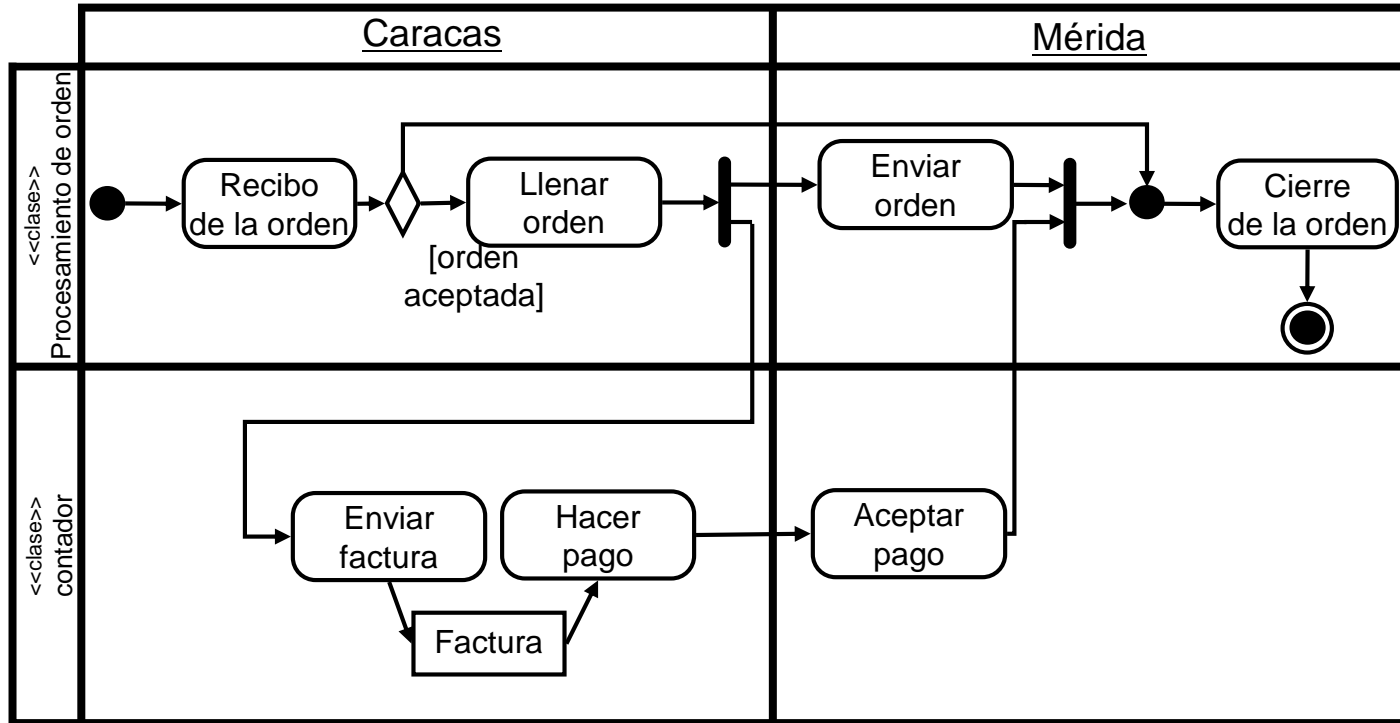 Caracas
Mérida
<<clase>>
Procesamiento de orden
Recibo
de la orden
Llenar
orden
[orden
aceptada]
Enviar
orden
Cierre
de la orden
<<clase>>
contador
Enviar
factura
Hacer
pago
Aceptar
pago
Factura